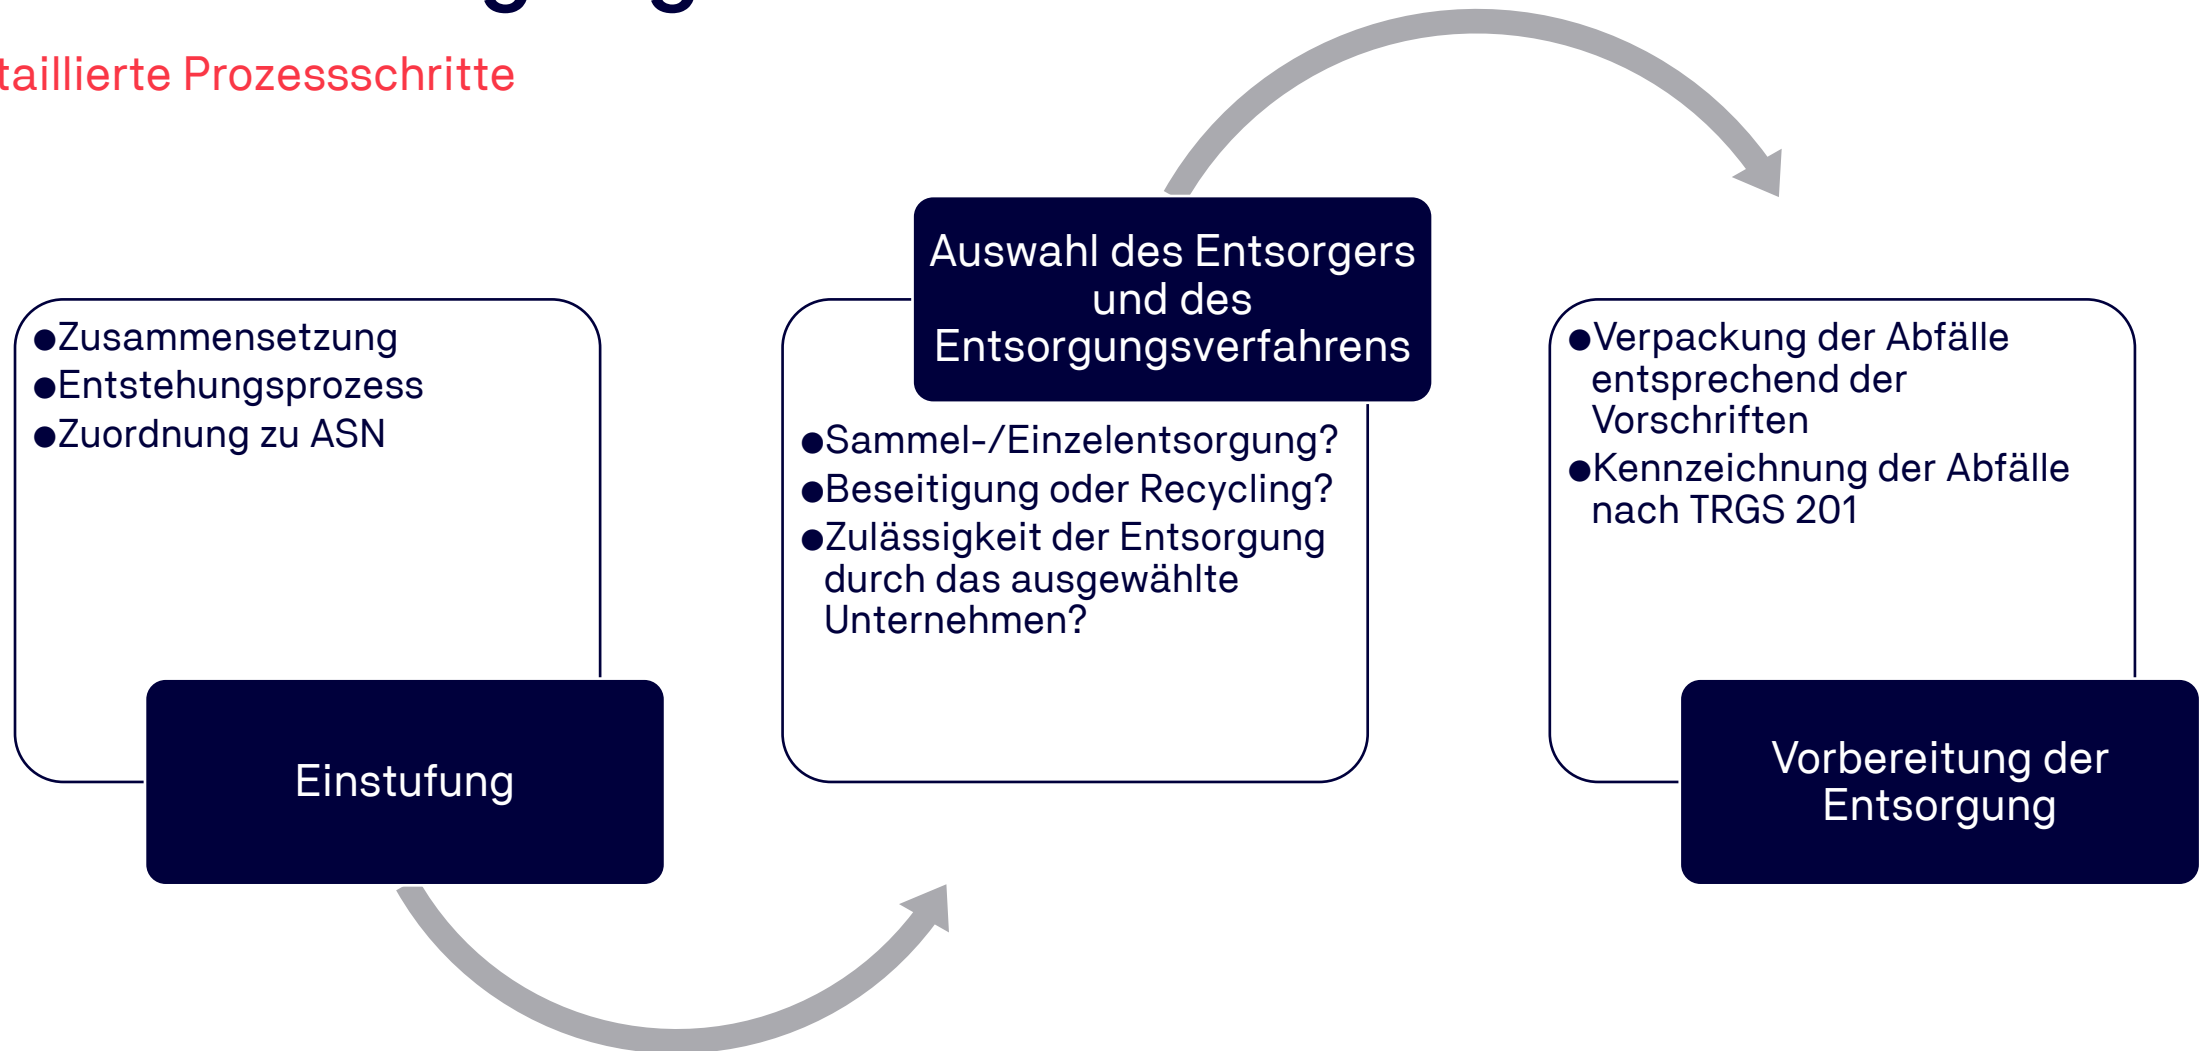 taillierte Prozessschritte
●Zusammensetzung
●Entstehungsprozess
●Zuordnung zu ASN
Einstufung
Auswahl des Entsorgers
und des
Entsorgungsverfahrens
●Sammel-/Einzelentsorgung?
●Beseitigung oder Recycling?
●Zulässigkeit der Entsorgung
durch das ausgewählte
Unternehmen?
●Verpackung der Abfälle
entsprechend der
Vorschriften
●Kennzeichnung der Abfälle
nach TRGS 201
Vorbereitung der
Entsorgung